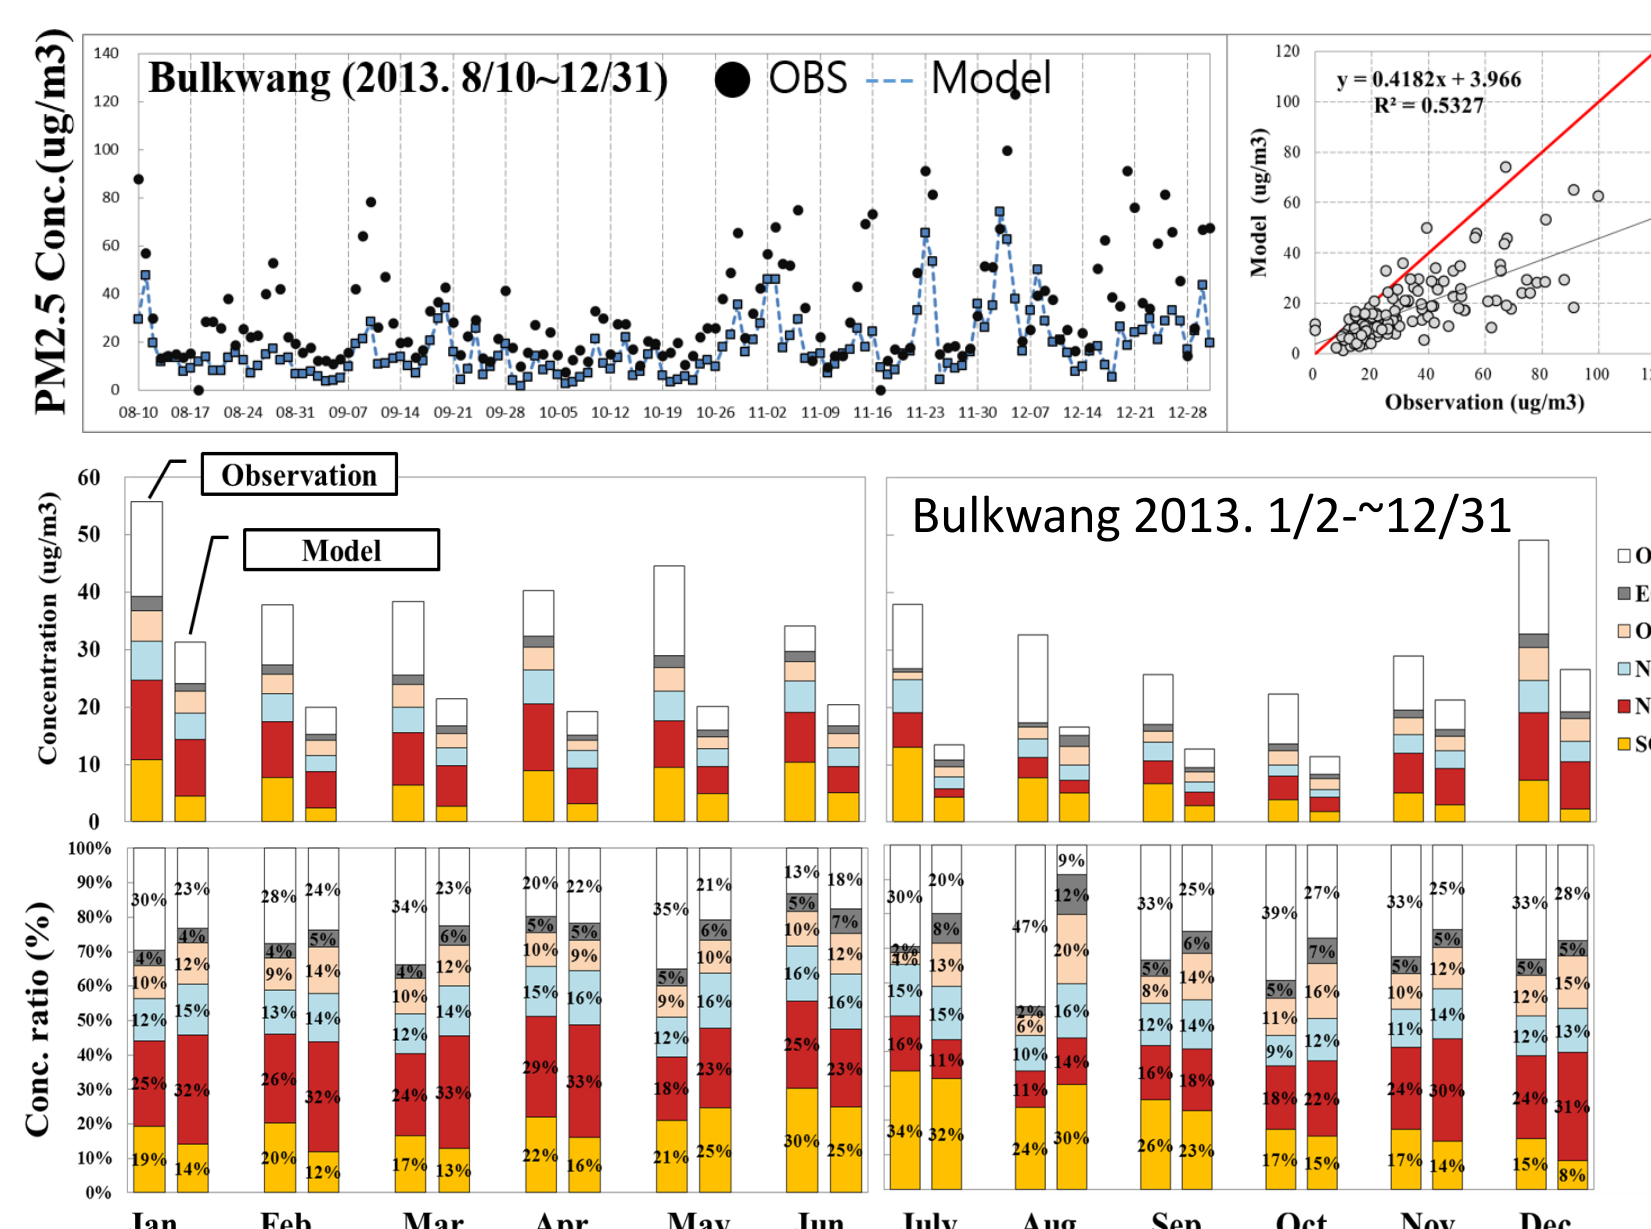 PM2.5 Conc.(ug/m3)
140
120
100
80
60
40
20
0
Bulkwang (2013. 8/10~12/31)
OBS
Model
08-10 08-17 08-24 08-31 09-07 09-14 09-21 09-28 10-05 10-12 10-19 10-26 11-02 11-09 11-16 11-23 11-30 12-07 12-14 12-21 12-28
Model (ug/m3)
120
100
80
60
40
20
0
y = 0.4182x + 3.966
R² = 0.5327
0 20 40 60 80 100
Observation (ug/m3)
Concentration (ug/m3)
60
50
40
30
20
10
0
Observation
Model
Bulkwang 2013. 1/2-~12/31
O
E
O
N
N
S
Conc. ratio (%)
100%
90%
80%
70%
60%
50%
40%
30%
20%
10%
0%
30% 4% 10% 12% 25% 19%
23% 4% 12% 15% 32% 14%
28% 4% 9% 13% 26% 20%
24% 5% 14% 14% 32% 12%
34% 4% 10% 12% 24% 17%
23% 6% 12% 14% 33% 13%
20% 5% 10% 15% 29% 22%
22% 5% 9% 16% 33% 16%
35% 5% 9% 12% 18% 21%
21% 6% 10% 16% 23% 25%
13% 5% 10% 16% 25% 30%
18% 7% 12% 16% 23% 25%
30% 2% 4% 15% 16% 34%
20% 8% 13% 15% 11% 32%
47% 2% 6% 10% 11% 24%
9% 12% 20% 16% 14% 30%
33% 5% 8% 12% 16% 26%
25% 6% 14% 14% 18% 23%
39% 5% 11% 9% 18% 17%
27% 7% 16% 12% 22% 15%
33% 5% 10% 11% 24% 17%
25% 5% 12% 14% 30% 14%
33% 5% 12% 12% 24% 15%
28% 5% 15% 13% 31% 8%
Jan Feb Mar Apr May Jun July Aug Sep Oct Nov Dec